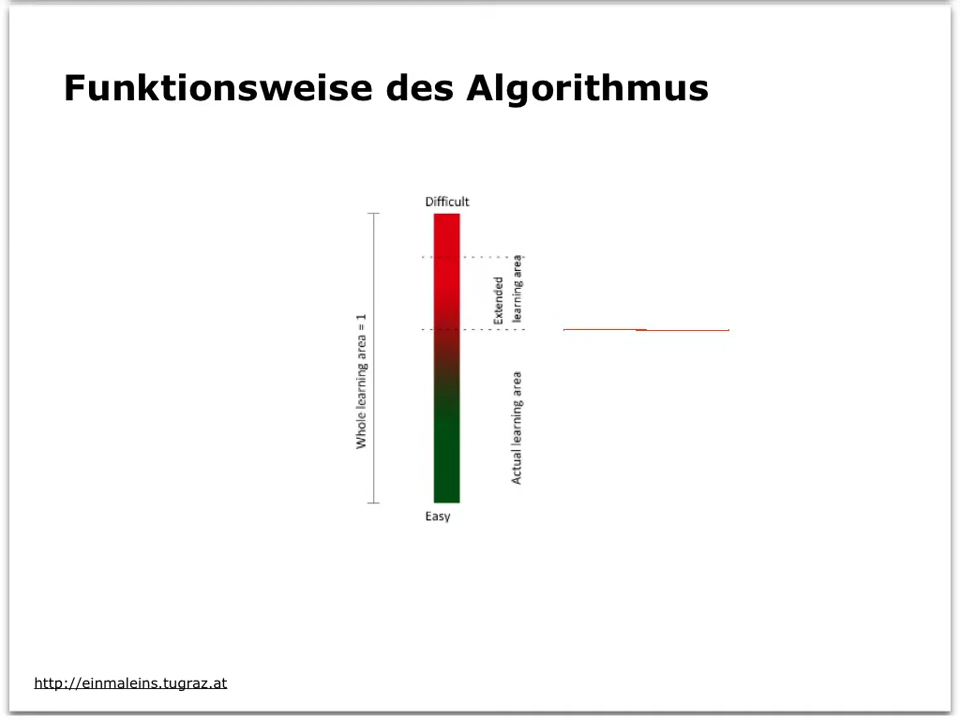 Funktionsweise des Algorithmus
Difficult
Whole learning area = 1
Extended
learning area
Actual learning area
Easy
http://einmaleins.tugraz.at